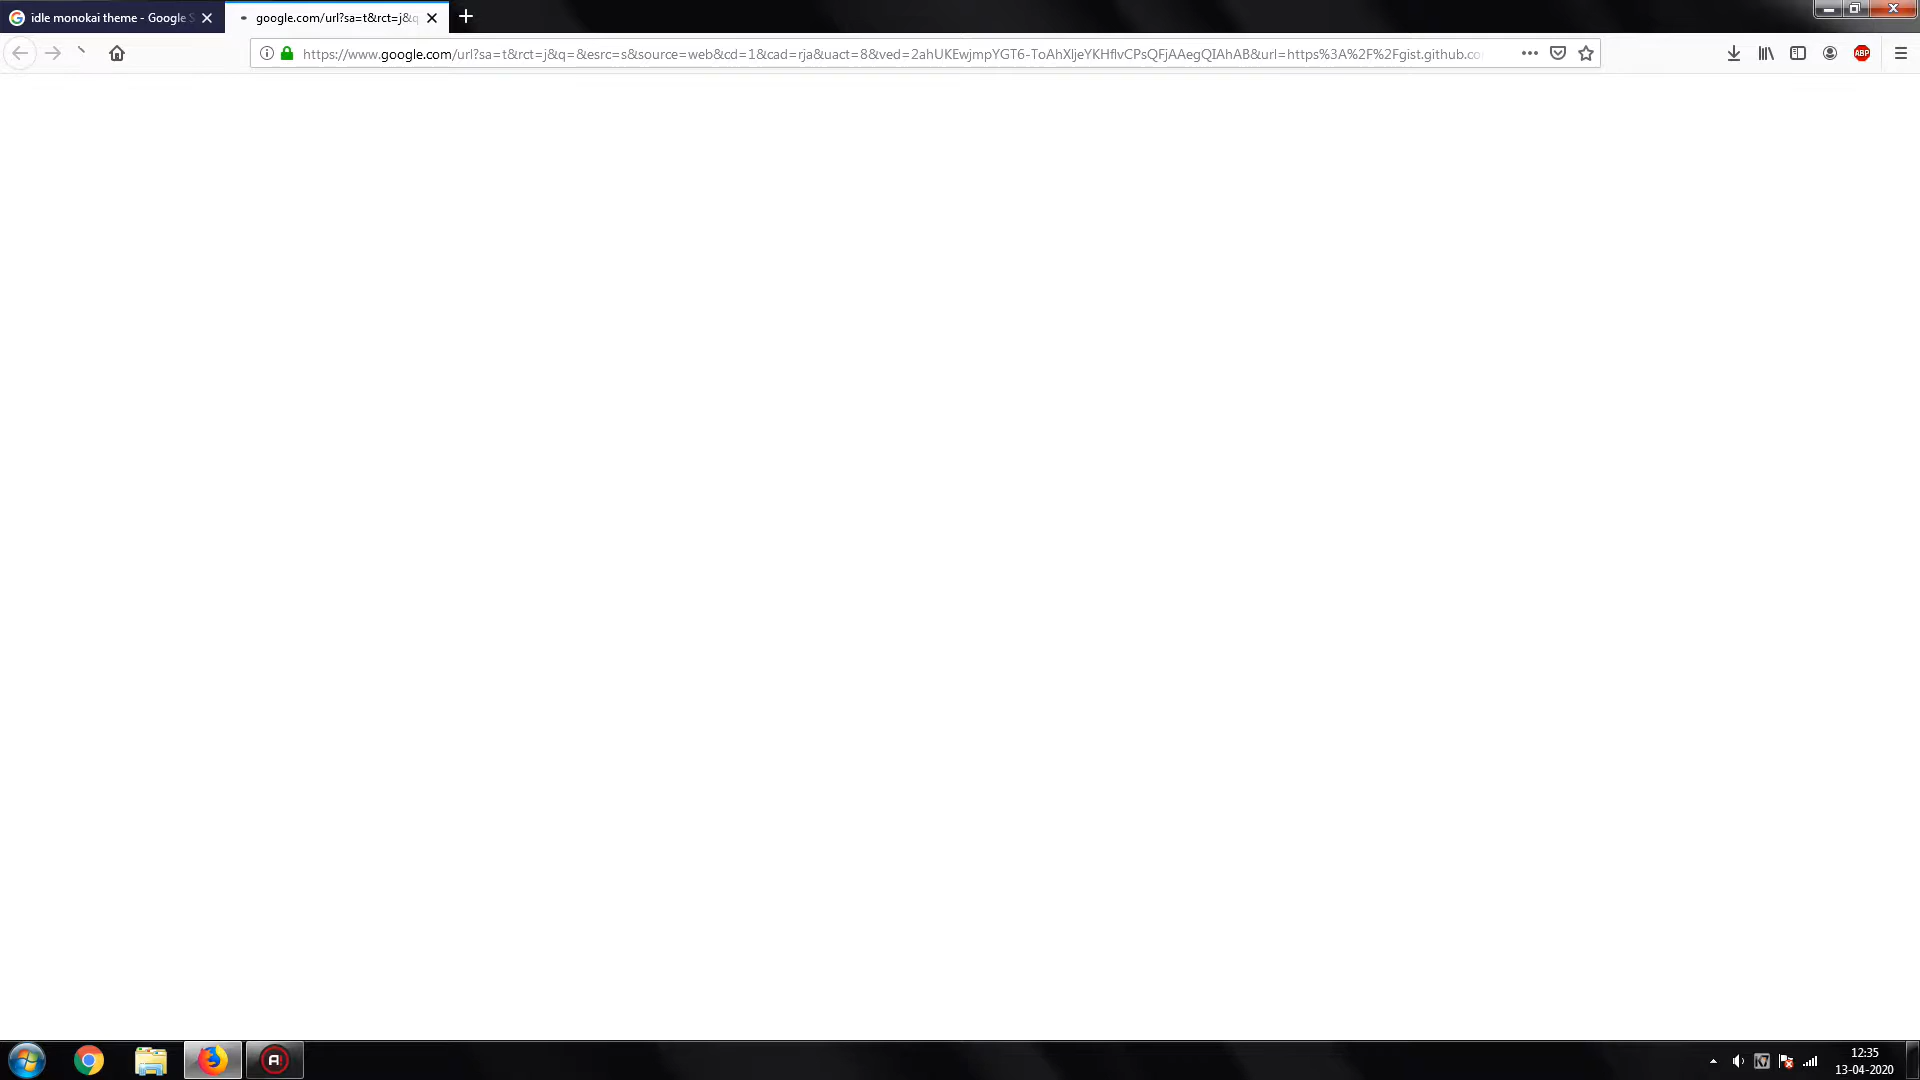 idle monokai theme - Google S
google.com/url?sa=t&rct=j&q
https://www.google.com/url?sa=t&rct=j&q=&esrc=s&source=web&cd=1&cad=rja&uact=8&ved=2ahUKEwjmpYGT6-ToAhXljeYKHflvCPsQFjAAegQIAhAB&url=https%3A%2F%2Fgist.github.co
ABP
A!
K7
12:35
13-04-2020